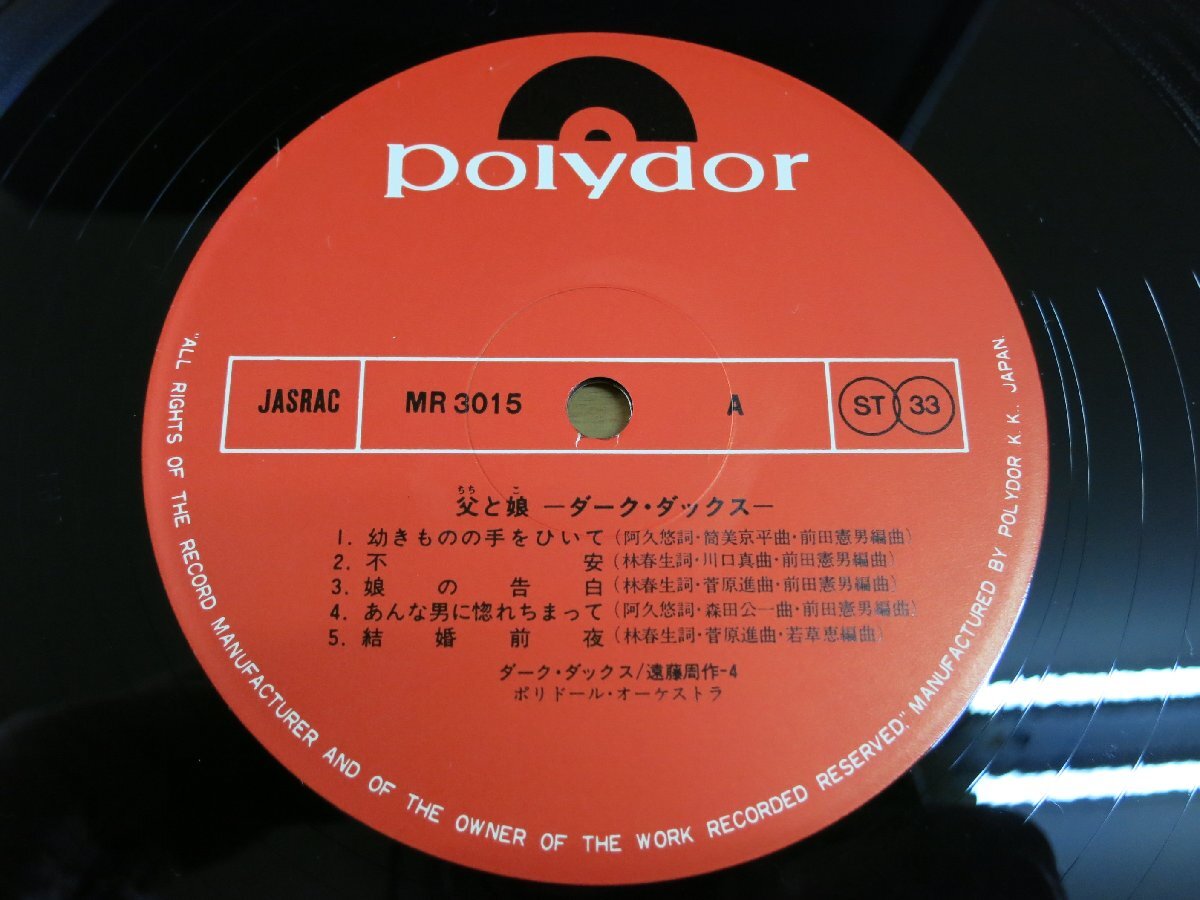 polydor
JASRAC MR 3015 A ST 33
ちち こ
父と娘 —ダーク・ダックス—
1. 幼きものの手をひいて (阿久悠詞・筒美京平曲・前田憲男編曲)
2. 不安 (林春生詞・川口真曲・前田憲男編曲)
3. 娘の告白 (林春生詞・菅原進曲・前田憲男編曲)
4. あんな男に惚れちまって (阿久悠詞・森田公一曲・前田憲男編曲)
5. 結婚前夜 (林春生詞・菅原進曲・若草恵編曲)
ダーク・ダックス/遠藤周作-4
ポリドール・オーケストラ
"ALL RIGHTS OF THE RECORD MANUFACTURER AND OF THE OWNER OF THE WORK RECORDED RESERVED," MANUFACTURED BY POLYDOR K.K., JAPAN.